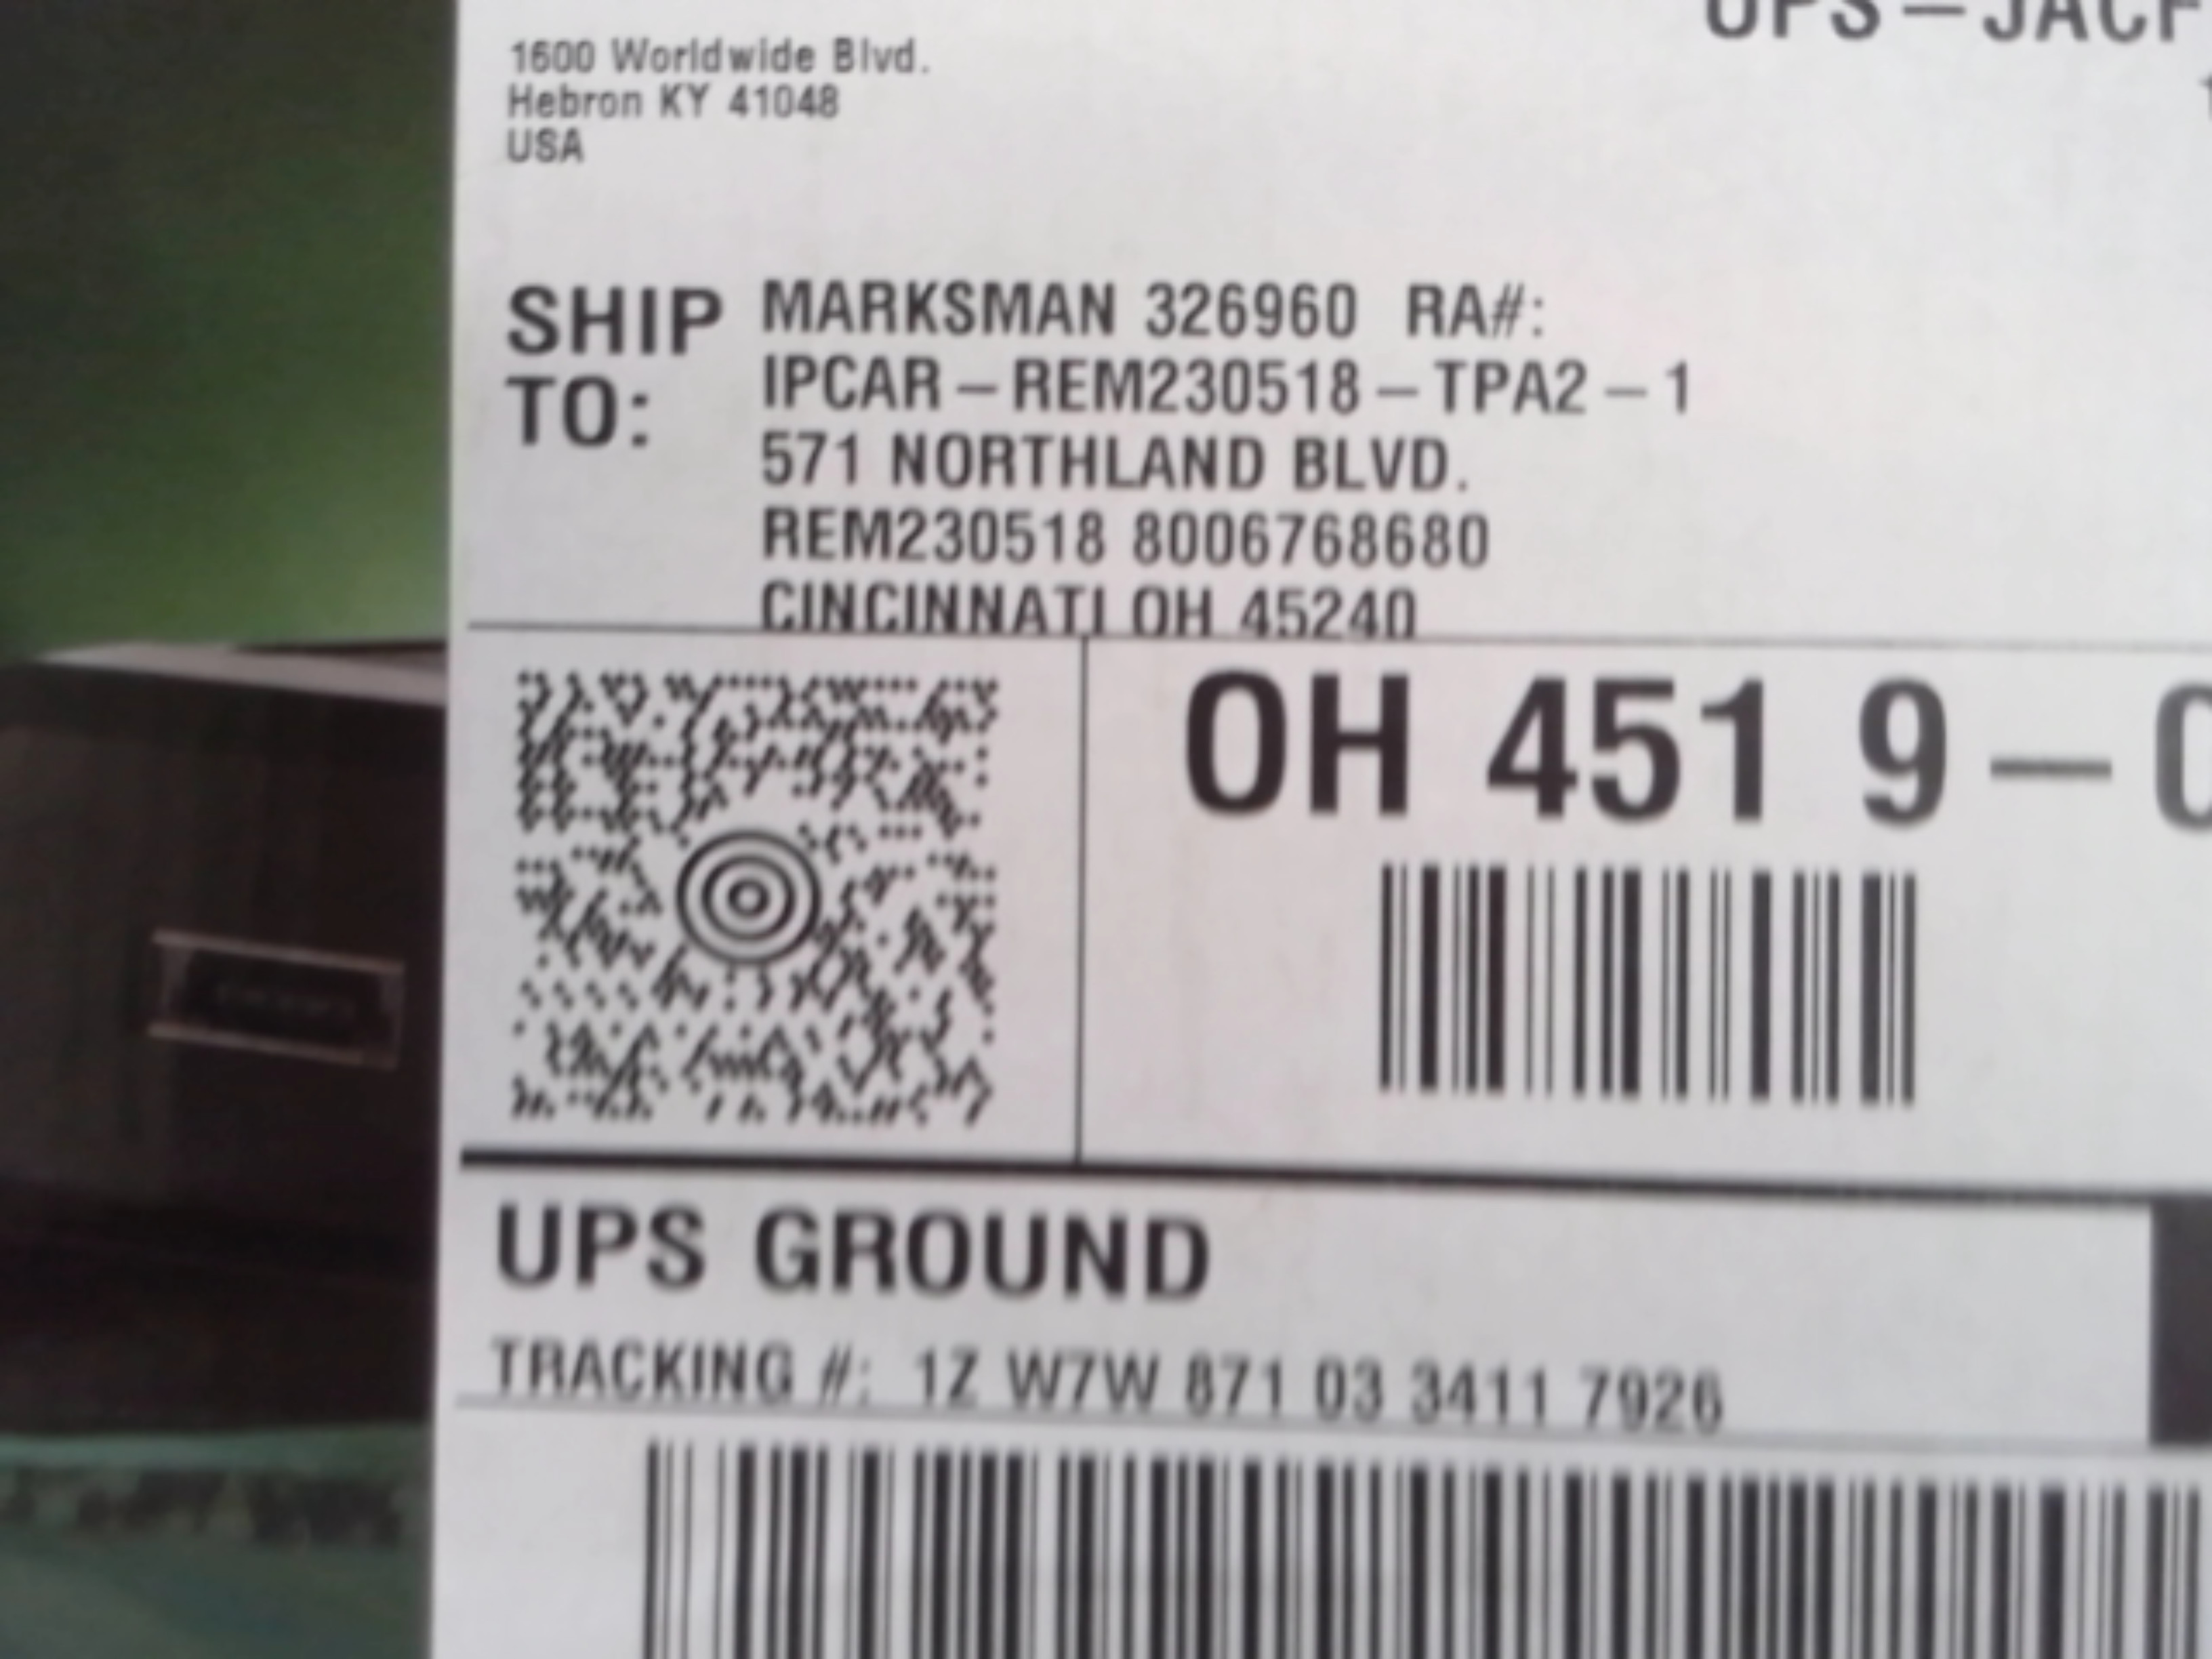 1600 Worldwide Blvd.
Hebron KY 41048
USA
SHIP TO:
MARKSMAN 326960 RA#:
IPCAR-REM230518-TPA2-1
571 NORTHLAND BLVD.
REM230518 8006768680
CINCINNATI OH 45240
OH 451 9-
UPS GROUND
TRACKING #: 1Z W7W 871 03 3411 7926